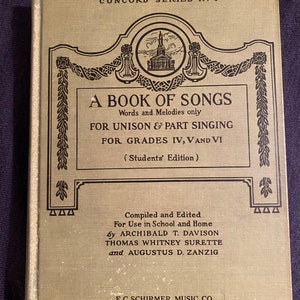 CONCORD SERIES
A BOOK OF SONGS
Words and Melodies only
FOR UNISON & PART SINGING
FOR GRADES IV, V AND VI
(Students' Edition)
Compiled and Edited
For Use in School and Home
by ARCHIBALD T. DAVISON
THOMAS WHITNEY SURETTE
and AUGUSTUS D. ZANZIG
E.C. SCHIRMER MUSIC CO